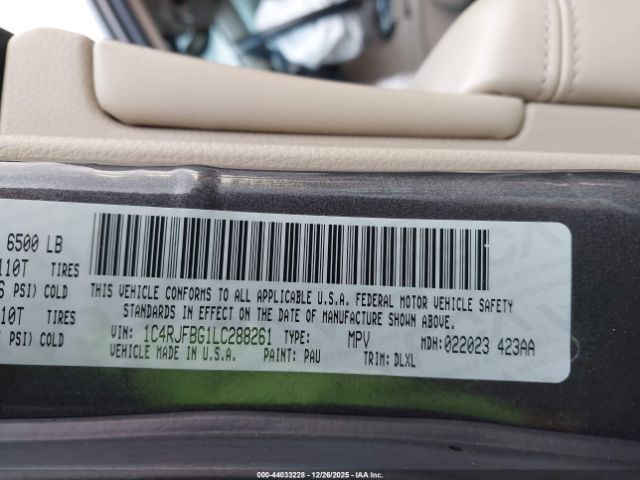 6500 LB
110T TIRES
PSI) COLD
10T TIRES
PSI) COLD
THIS VEHICLE CONFORMS TO ALL APPLICABLE U.S.A. FEDERAL MOTOR VEHICLE SAFETY
STANDARDS IN EFFECT ON THE DATE OF MANUFACTURE SHOWN ABOVE.
VIN: 1C4RJFBG1LC288261 TYPE: MPV MDH: 022023 423AA
VEHICLE MADE IN U.S.A. PAINT: PAU TRIM: DLXL
000-44033228 - 12/26/2025 - IAA Inc.